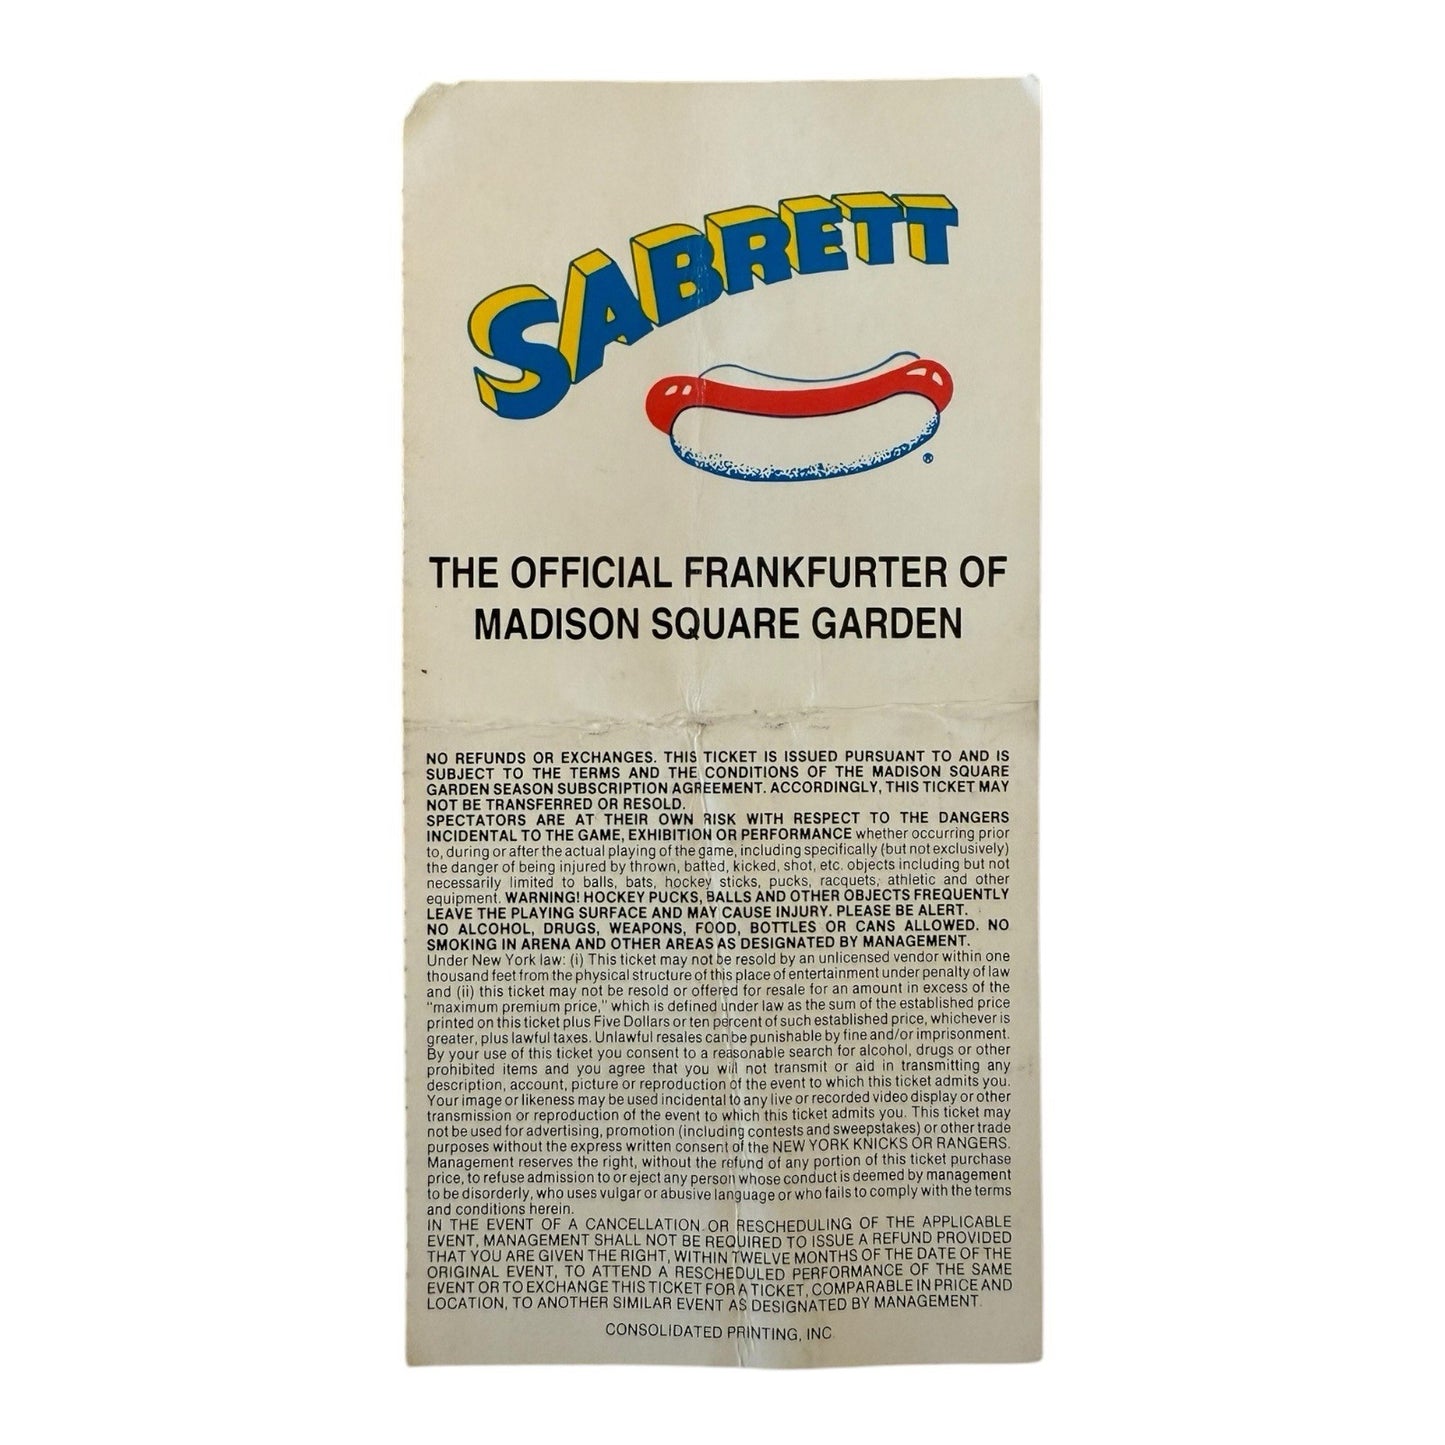 SABRETT
®
THE OFFICIAL FRANKFURTER OF
MADISON SQUARE GARDEN
NO REFUNDS OR EXCHANGES. THIS TICKET IS ISSUED PURSUANT TO AND IS
SUBJECT TO THE TERMS AND THE CONDITIONS OF THE MADISON SQUARE
GARDEN SEASON SUBSCRIPTION AGREEMENT. ACCORDINGLY, THIS TICKET MAY
NOT BE TRANSFERRED OR RESOLD.
SPECTATORS ARE AT THEIR OWN RISK WITH RESPECT TO THE DANGERS
INCIDENTAL TO THE GAME, EXHIBITION OR PERFORMANCE whether occurring prior
to, during or after the actual playing of the game, including specifically (but not exclusively)
the danger of being injured by thrown, batted, kicked, shot, etc. objects including but not
necessarily limited to balls, bats, hockey sticks, pucks, racquets, athletic and other
equipment. WARNING! HOCKEY PUCKS, BALLS AND OTHER OBJECTS FREQUENTLY
LEAVE THE PLAYING SURFACE AND MAY CAUSE INJURY. PLEASE BE ALERT.
NO ALCOHOL, DRUGS, WEAPONS, FOOD, BOTTLES OR CANS ALLOWED. NO
SMOKING IN ARENA AND OTHER AREAS AS DESIGNATED BY MANAGEMENT.
Under New York law: (i) This ticket may not be resold by an unlicensed vendor within one
thousand feet from the physical structure of this place of entertainment under penalty of law
and (ii) this ticket may not be resold or offered for resale for an amount in excess of the
"maximum premium price," which is defined under law as the sum of the established price
printed on this ticket plus Five Dollars or ten percent of such established price, whichever is
greater, plus lawful taxes. Unlawful resales can be punishable by fine and/or imprisonment.
By your use of this ticket you consent to a reasonable search for alcohol, drugs or other
prohibited items and you agree that you will not transmit or aid in transmitting any
description, account, picture or reproduction of the event to which this ticket admits you.
Your image or likeness may be used incidental to any live or recorded video display or other
transmission or reproduction of the event to which this ticket admits you. This ticket may
not be used for advertising, promotion (including contests and sweepstakes) or other trade
purposes without the express written consent of the NEW YORK KNICKS OR RANGERS.
Management reserves the right, without the refund of any portion of this ticket purchase
price, to refuse admission to or eject any person whose conduct is deemed by management
to be disorderly, who uses vulgar or abusive language or who fails to comply with the terms
and conditions herein.
IN THE EVENT OF A CANCELLATION OR RESCHEDULING OF THE APPLICABLE
EVENT, MANAGEMENT SHALL NOT BE REQUIRED TO ISSUE A REFUND PROVIDED
THAT YOU ARE GIVEN THE RIGHT, WITHIN TWELVE MONTHS OF THE DATE OF THE
ORIGINAL EVENT, TO ATTEND A RESCHEDULED PERFORMANCE OF THE SAME
EVENT OR TO EXCHANGE THIS TICKET FOR A TICKET, COMPARABLE IN PRICE AND
LOCATION, TO ANOTHER SIMILAR EVENT AS DESIGNATED BY MANAGEMENT.
CONSOLIDATED PRINTING, INC.